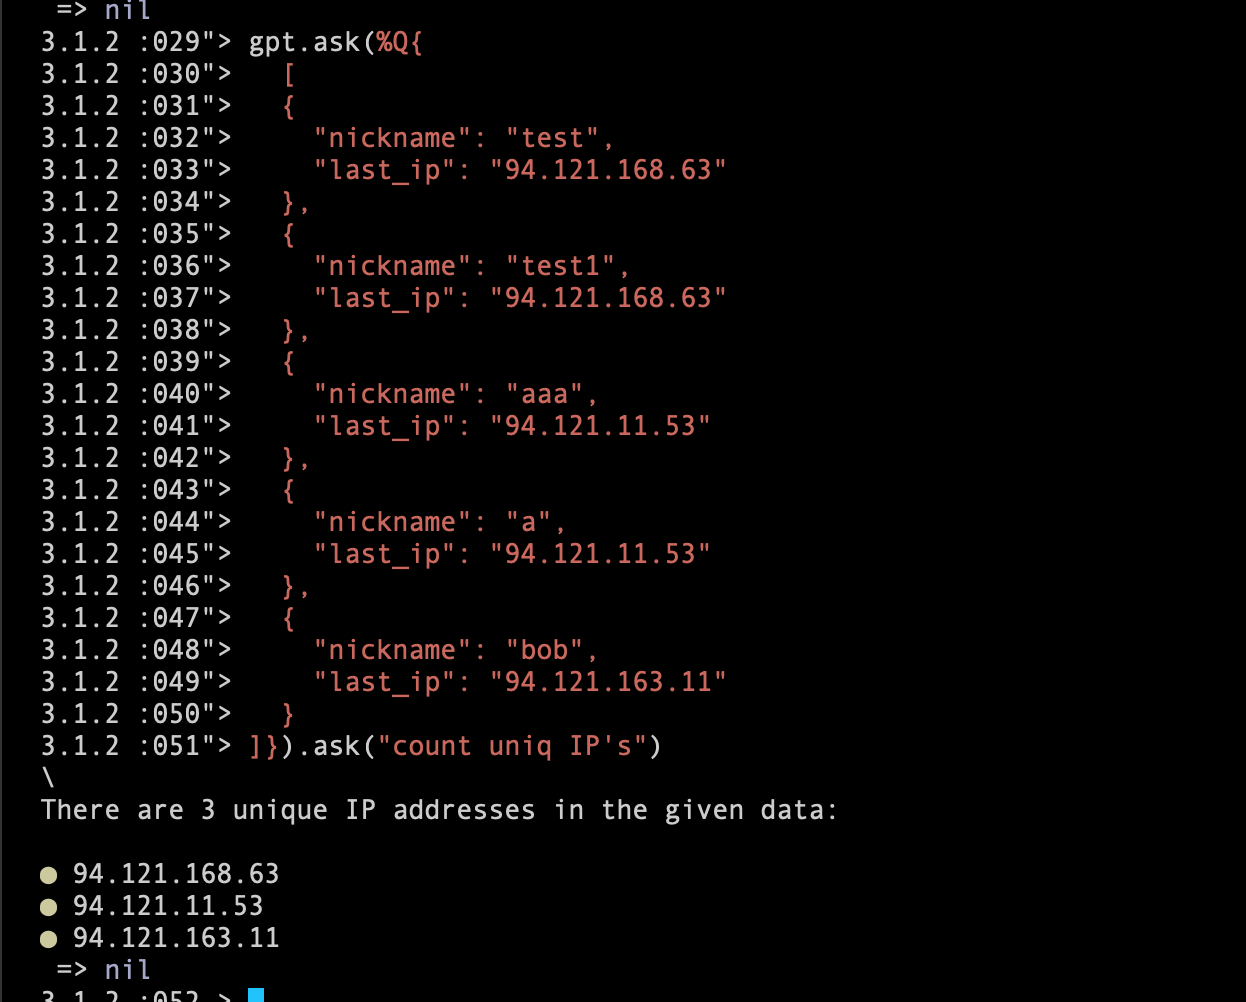 => nil
3.1.2 :029"> gpt.ask(%Q{
3.1.2 :030">   [
3.1.2 :031">   {
3.1.2 :032">     "nickname": "test",
3.1.2 :033">     "last_ip": "94.121.168.63"
3.1.2 :034">   },
3.1.2 :035">   {
3.1.2 :036">     "nickname": "test1",
3.1.2 :037">     "last_ip": "94.121.168.63"
3.1.2 :038">   },
3.1.2 :039">   {
3.1.2 :040">     "nickname": "aaa",
3.1.2 :041">     "last_ip": "94.121.11.53"
3.1.2 :042">   },
3.1.2 :043">   {
3.1.2 :044">     "nickname": "a",
3.1.2 :045">     "last_ip": "94.121.11.53"
3.1.2 :046">   },
3.1.2 :047">   {
3.1.2 :048">     "nickname": "bob",
3.1.2 :049">     "last_ip": "94.121.163.11"
3.1.2 :050">   }
3.1.2 :051"> ]}).ask("count uniq IP's")
\
There are 3 unique IP addresses in the given data:
● 94.121.168.63
● 94.121.11.53
● 94.121.163.11
=> nil
3.1.2 :052 >